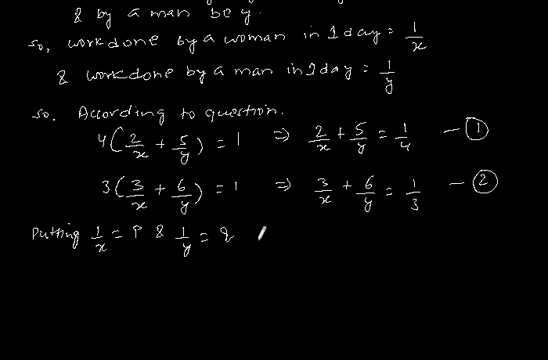 & by a man be y.
so, work done by a woman in 1 day = 1/x
& work done by a man in 1 day = 1/y
so, According to question.
4(2/x + 5/y) = 1 => 2/x + 5/y = 1/4 — ①
3(3/x + 6/y) = 1 => 3/x + 6/y = 1/3 — ②
Putting 1/x = P & 1/y = q